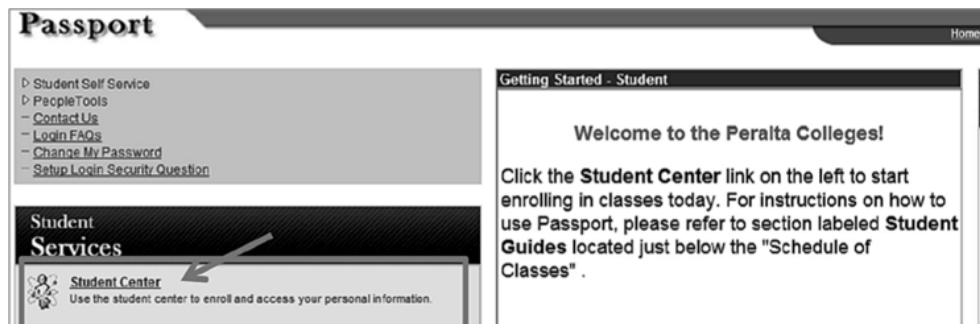 Passport
Home
▷ Student Self Service
▷ PeopleTools
– Contact Us
– Login FAQs
– Change My Password
– Setup Login Security Question
Student
Services
Student Center
Use the student center to enroll and access your personal information.
Getting Started - Student
Welcome to the Peralta Colleges!
Click the Student Center link on the left to start
enrolling in classes today. For instructions on how to
use Passport, please refer to section labeled Student
Guides located just below the "Schedule of
Classes" .